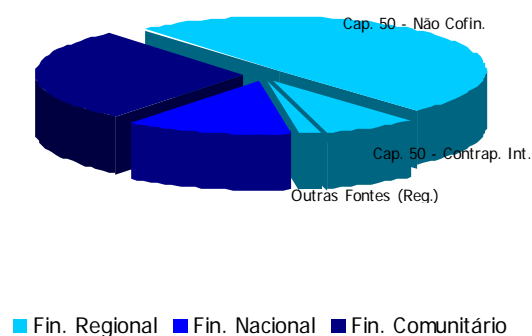 Cap. 50 - Não Cofin.
Cap. 50 - Contrap. Int.
Outras Fontes (Reg.)
Fin. Regional Fin. Nacional Fin. Comunitário